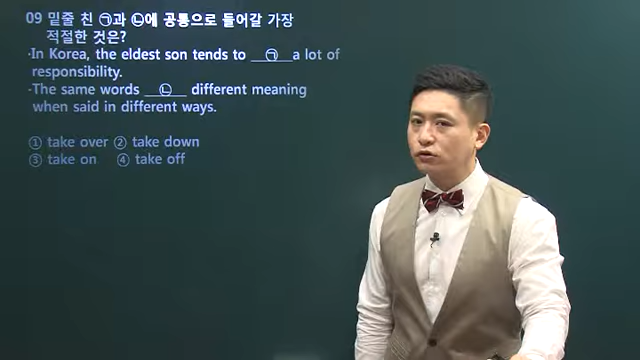 09 밑줄 친 ㉠과 ㉡에 공통으로 들어갈 가장
적절한 것은?
·In Korea, the eldest son tends to ㉠ a lot of
responsibility.
·The same words ㉡ different meaning
when said in different ways.
① take over ② take down
③ take on ④ take off